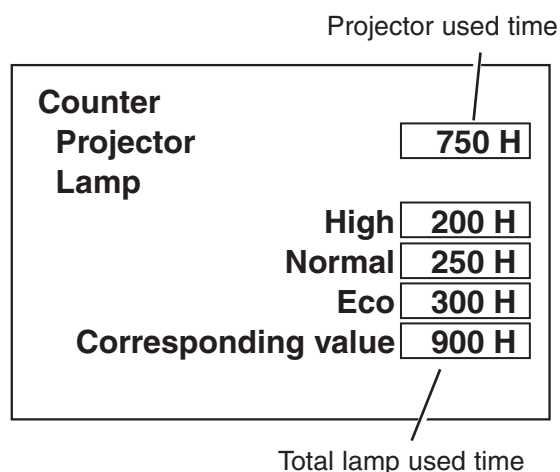 Projector used time
Counter
Projector 750 H
Lamp
High 200 H
Normal 250 H
Eco 300 H
Corresponding value 900 H
Total lamp used time